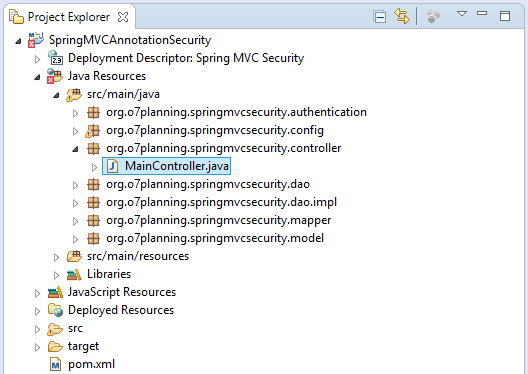 Project Explorer
SpringMVCAnnotationSecurity
2.3 Deployment Descriptor: Spring MVC Security
Java Resources
src/main/java
org.o7planning.springmvcsecurity.authentication
org.o7planning.springmvcsecurity.config
org.o7planning.springmvcsecurity.controller
J MainController.java
org.o7planning.springmvcsecurity.dao
org.o7planning.springmvcsecurity.dao.impl
org.o7planning.springmvcsecurity.mapper
org.o7planning.springmvcsecurity.model
src/main/resources
Libraries
JavaScript Resources
Deployed Resources
src
target
M pom.xml